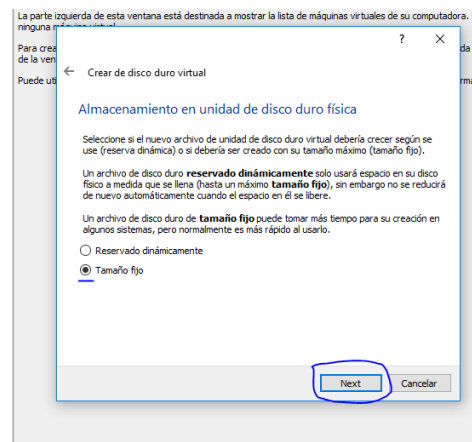 La parte izquierda de esta ventana está destinada a mostrar la lista de máquinas virtuales de su computadora.
ninguna máquina virtual
Para crea
da
de la ven
Puede uti
rma
? ×
← Crear de disco duro virtual
Almacenamiento en unidad de disco duro física
Seleccione si el nuevo archivo de unidad de disco duro virtual debería crecer según se
use (reserva dinámica) o si debería ser creado con su tamaño máximo (tamaño fijo).
Un archivo de disco duro reservado dinámicamente solo usará espacio en su disco
físico a medida que se llena (hasta un máximo tamaño fijo), sin embargo no se reducirá
de nuevo automáticamente cuando el espacio en él se libere.
Un archivo de disco duro de tamaño fijo puede tomar más tiempo para su creación en
algunos sistemas, pero normalmente es más rápido al usarlo.
Reservado dinámicamente
Tamaño fijo
Next Cancelar